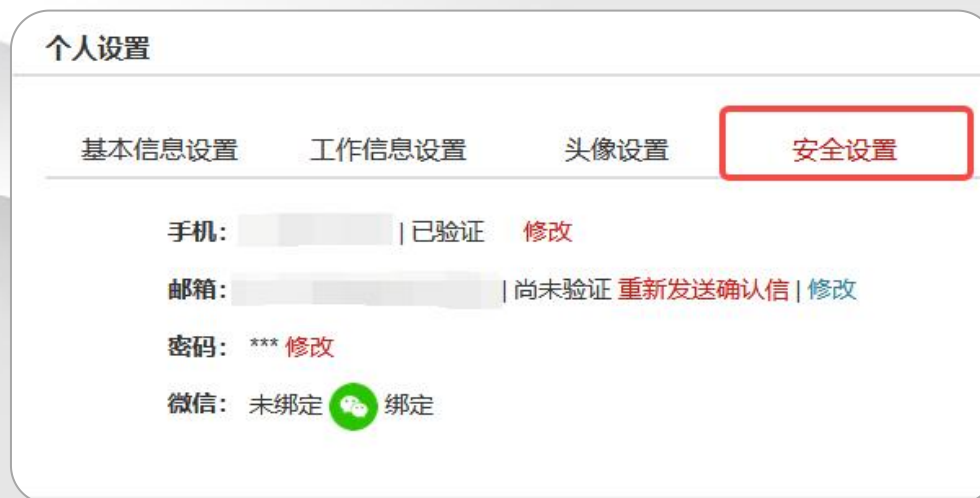 个人设置
基本信息设置 工作信息设置 头像设置 安全设置
手机： | 已验证 修改
邮箱： | 尚未验证 重新发送确认信 | 修改
密码： *** 修改
微信： 未绑定 绑定